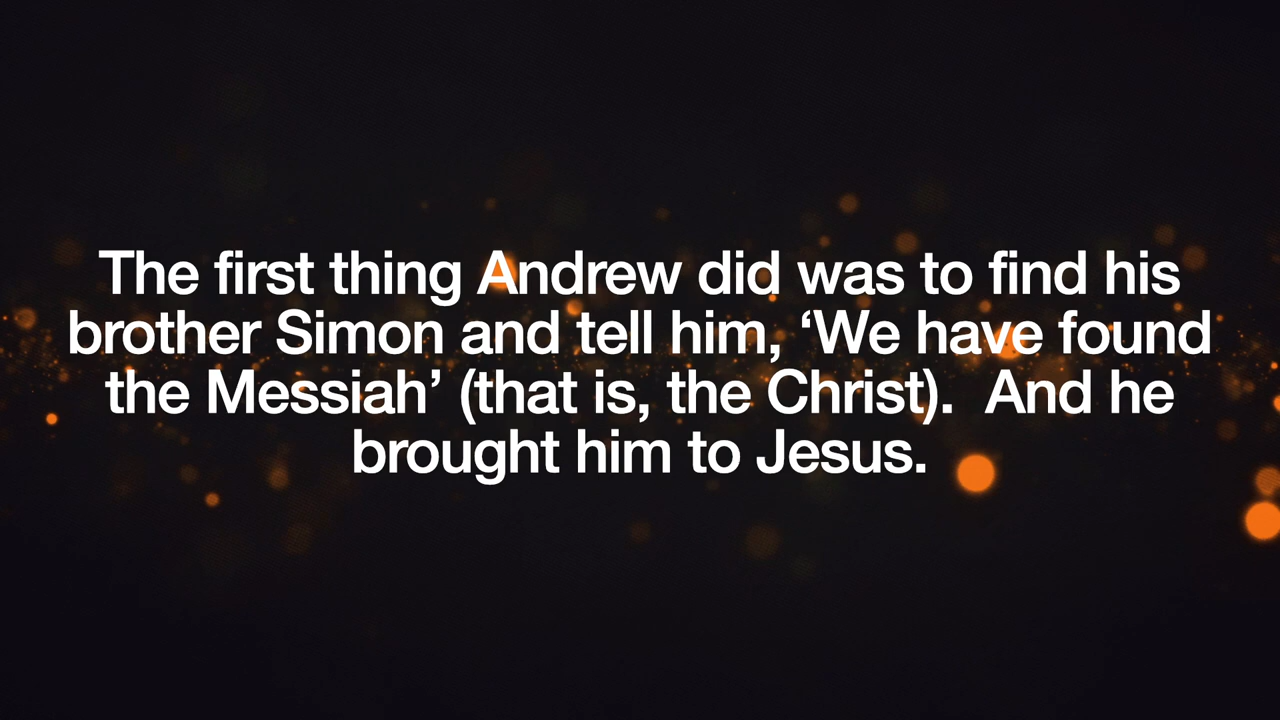 The first thing Andrew did was to find his
brother Simon and tell him, ‘We have found
the Messiah’ (that is, the Christ).  And he
brought him to Jesus.